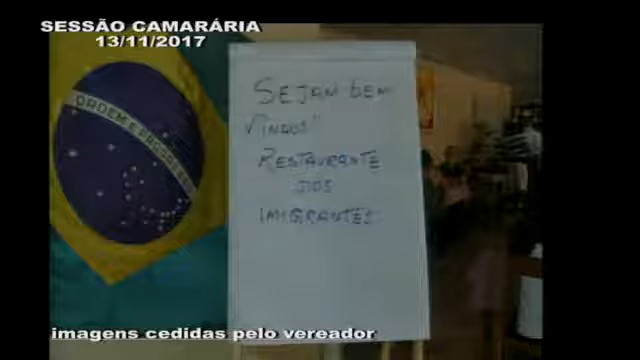 SESSÃO CAMARÁRIA
13/11/2017
ORDEM E PROGRESSO
SEJAM BEM
VINDOS"
RESTAURANTE
DOS
IMIGRANTES
imagens cedidas pelo vereador